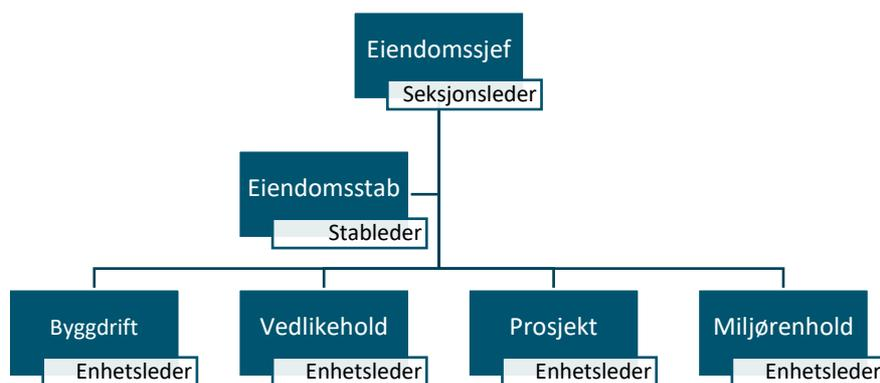 Eiendomssjef
Seksjonsleder
Eiendomsstab
Stableder
Byggdrift
Enhetsleder
Vedlikehold
Enhetsleder
Prosjekt
Enhetsleder
Miljørenhold
Enhetsleder